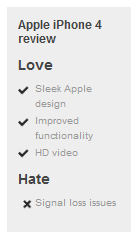 Apple iPhone 4
review
Love
Sleek Apple
design
Improved
functionality
HD video
Hate
Signal loss issues